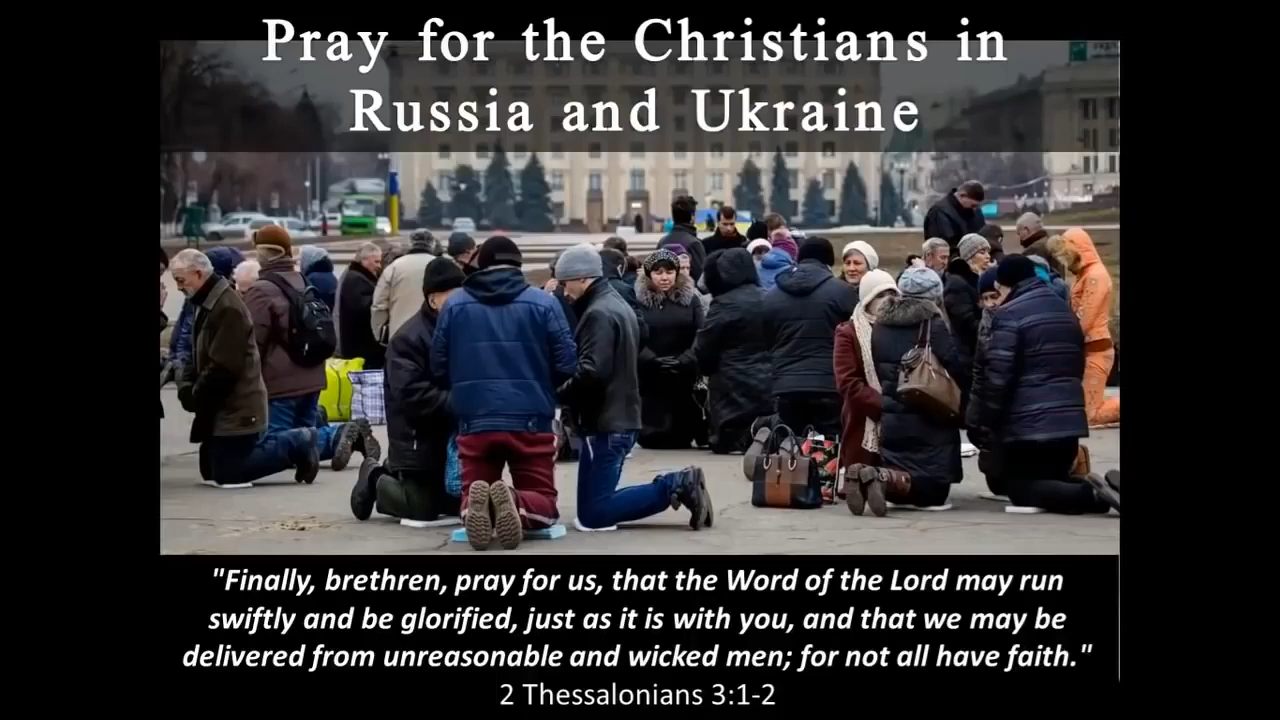 Pray for the Christians in
Russia and Ukraine
"Finally, brethren, pray for us, that the Word of the Lord may run
swiftly and be glorified, just as it is with you, and that we may be
delivered from unreasonable and wicked men; for not all have faith."
2 Thessalonians 3:1-2